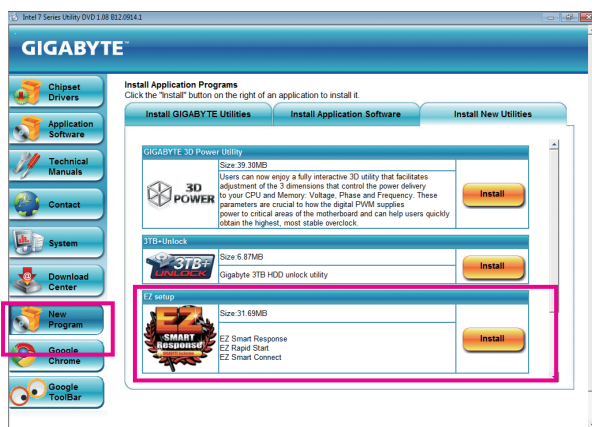 Intel 7 Series Utility DVD 1.08 B12.0914.1
GIGABYTE™
Chipset
Drivers
Application
Software
Technical
Manuals
Contact
System
Download
Center
New
Program
Google
Chrome
Google
ToolBar
Install Application Programs
Click the "Install" button on the right of an application to install it.
Install GIGABYTE Utilities
Install Application Software
Install New Utilities
GIGABYTE 3D Power Utility
3D
POWER
Size:39.30MB
Users can now enjoy a fully interactive 3D utility that facilitates
adjustment of the 3 dimensions that control the power delivery
to your CPU and Memory: Voltage, Phase and Frequency. These
parameters are crucial to how the digital PWM supplies
power to critical areas of the motherboard and can help users quickly
obtain the highest, most stable overclock.
Install
3TB+Unlock
3TB+
UNLOCK
Size:6.87MB
Gigabyte 3TB HDD unlock utility
Install
EZ setup
EZ
SMART
Response
Size:31.69MB
EZ Smart Response
EZ Rapid Start
EZ Smart Connect
Install